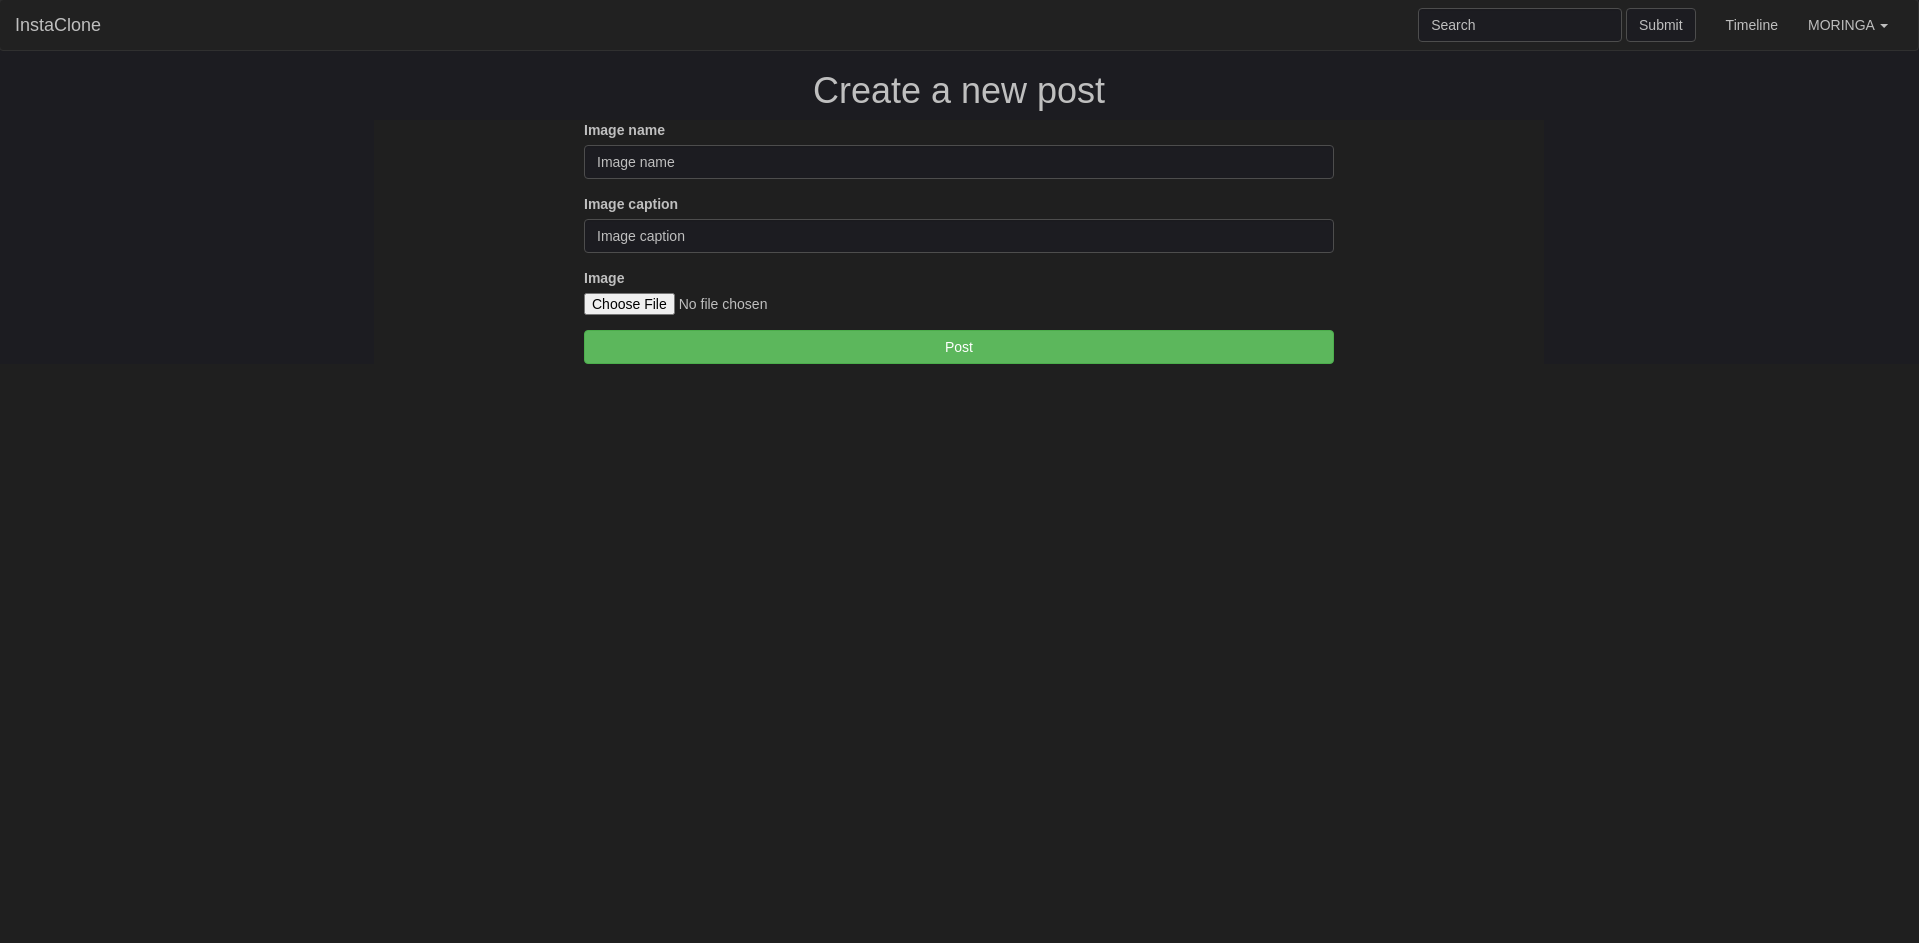 InstaClone
Search
Submit
Timeline
MORINGA
Create a new post
Image name
Image name
Image caption
Image caption
Image
Choose File No file chosen
Post